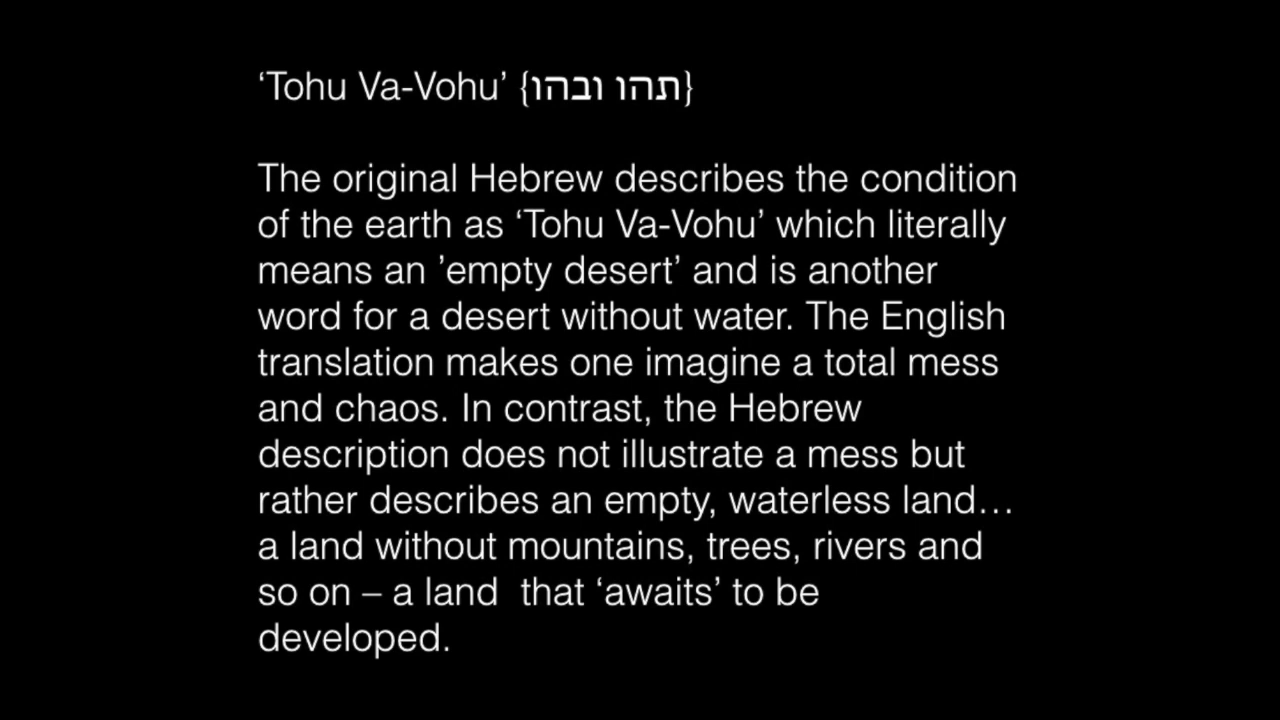 ‘Tohu Va-Vohu’ {תהו ובהו}
The original Hebrew describes the condition
of the earth as ‘Tohu Va-Vohu’ which literally
means an ’empty desert’ and is another
word for a desert without water. The English
translation makes one imagine a total mess
and chaos. In contrast, the Hebrew
description does not illustrate a mess but
rather describes an empty, waterless land…
a land without mountains, trees, rivers and
so on – a land  that ‘awaits’ to be
developed.